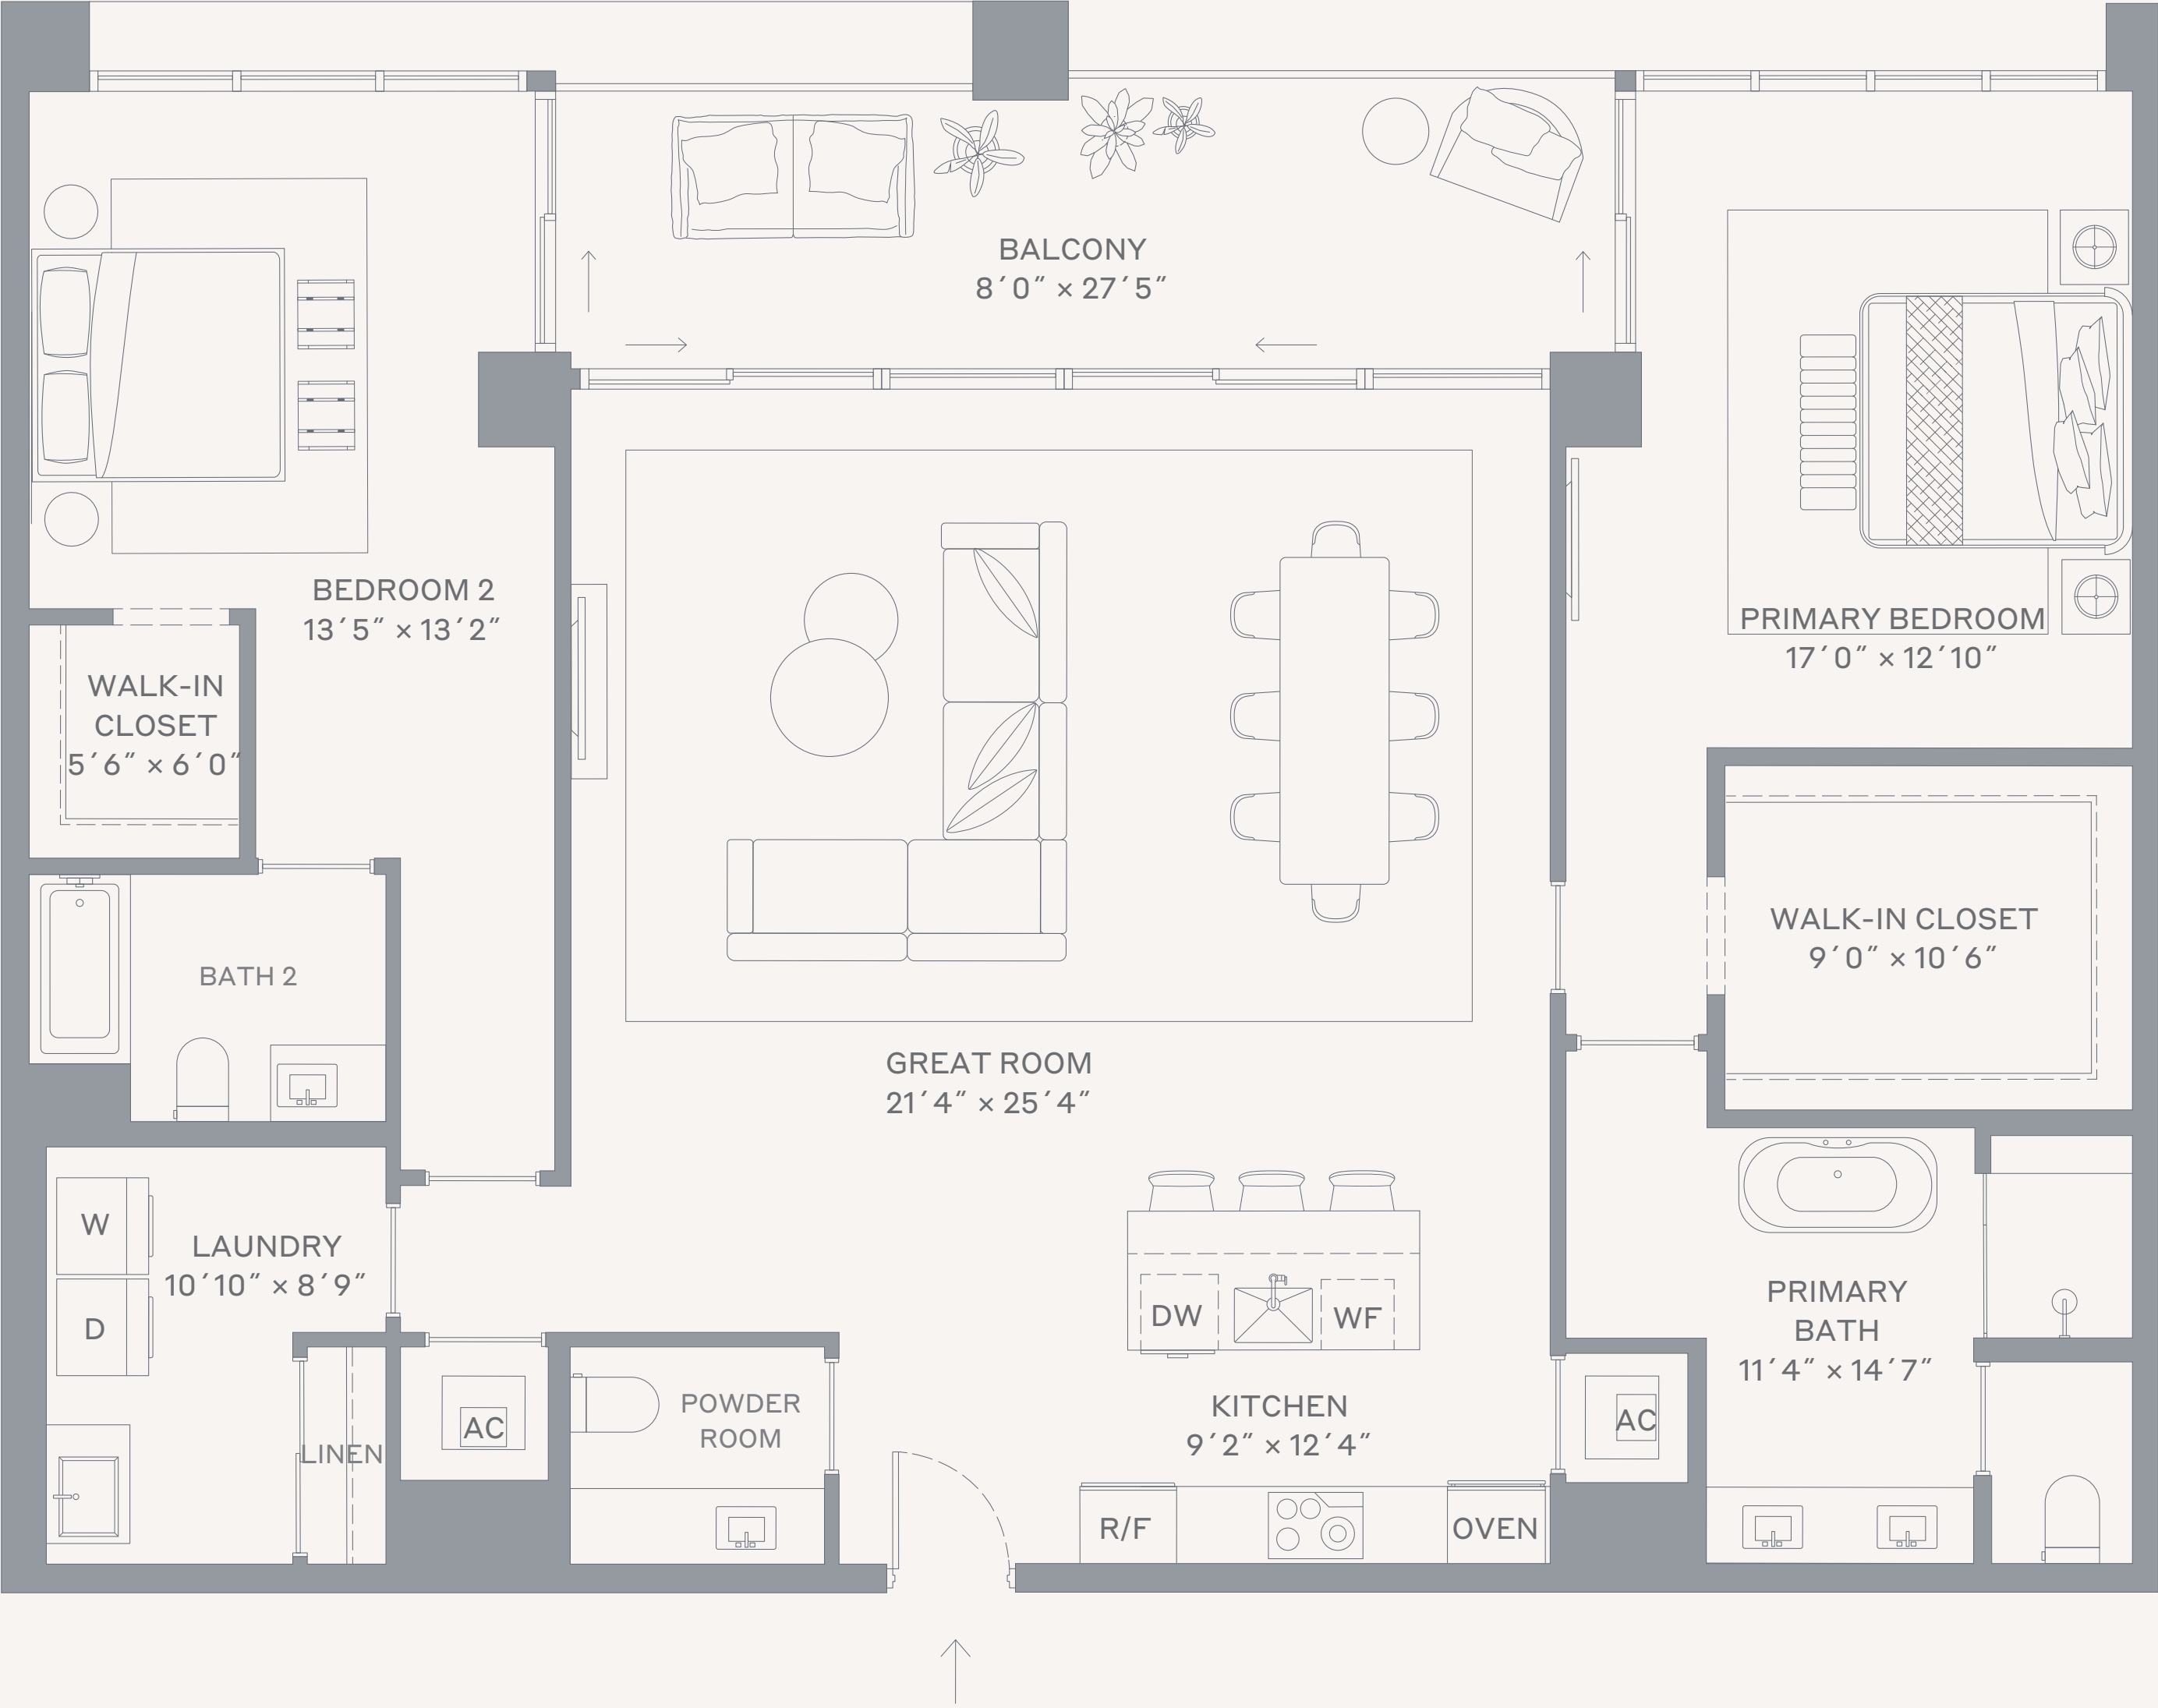 BALCONY
8´0˝ × 27´5˝
BEDROOM 2
13´5˝ × 13´2˝
PRIMARY BEDROOM
17´0˝ × 12´10˝
WALK-IN
CLOSET
5´6˝ × 6´0˝
WALK-IN CLOSET
9´0˝ × 10´6˝
BATH 2
GREAT ROOM
21´4˝ × 25´4˝
W
LAUNDRY
10´10˝ × 8´9˝
D
DW
WF
PRIMARY
BATH
11´4˝ × 14´7˝
LINEN
AC
POWDER
ROOM
KITCHEN
9´2˝ × 12´4˝
AC
R/F
OVEN